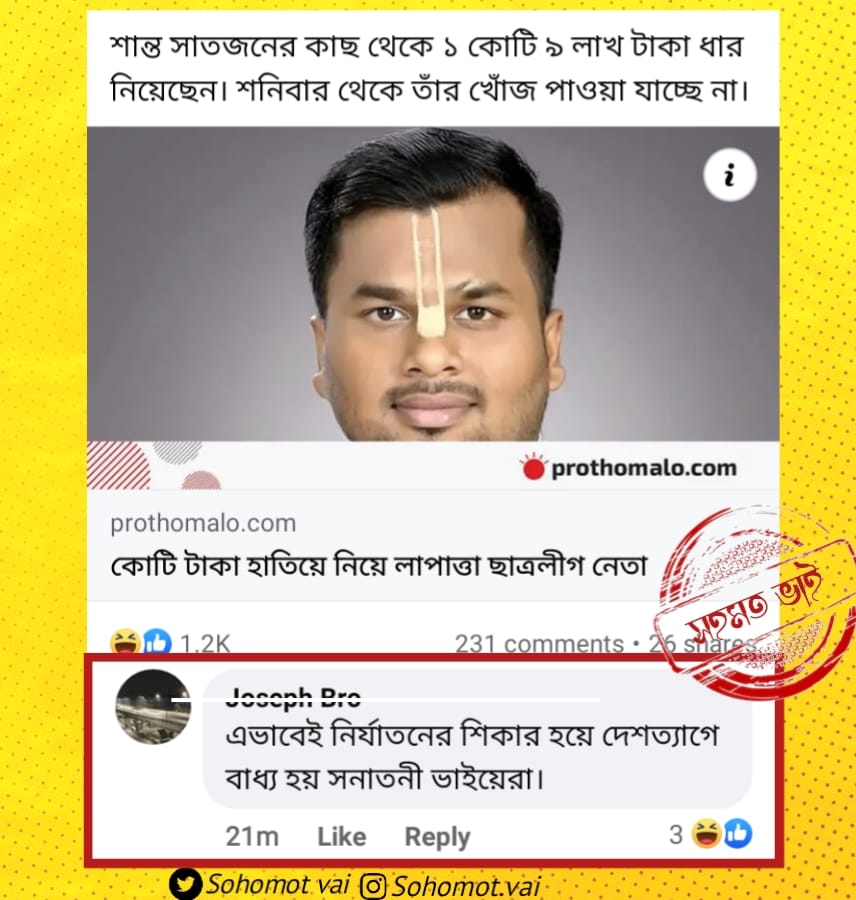 শান্ত সাতজনের কাছ থেকে ১ কোটি ৯ লাখ টাকা ধার
নিয়েছেন। শনিবার থেকে তাঁর খোঁজ পাওয়া যাচ্ছে না।
i
prothomalo.com
prothomalo.com
কোটি টাকা হাতিয়ে নিয়ে লাপাত্তা ছাত্রলীগ নেতা
সহমত ভাই
1.2K 231 comments • 26 shares
Joseph Bro
এভাবেই নির্যাতনের শিকার হয়ে দেশত্যাগে
বাধ্য হয় সনাতনী ভাইয়েরা।
21m Like Reply 3
Sohomot vai Sohomot.vai